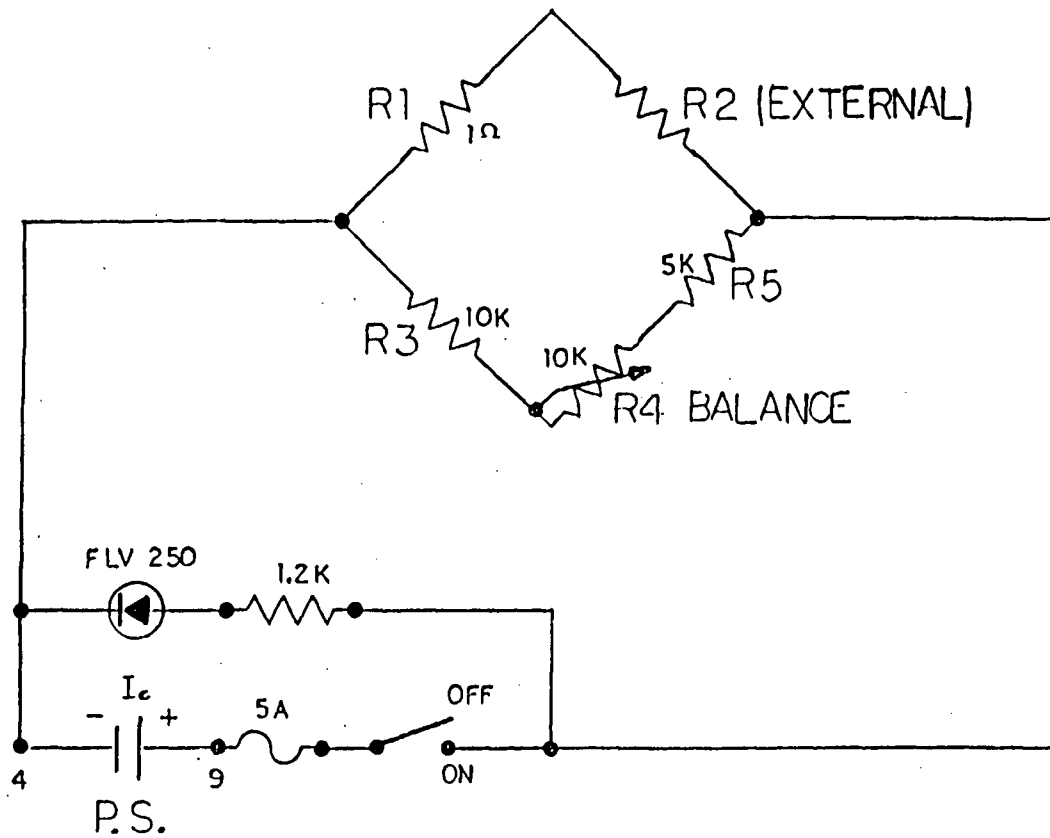 R1
1Ω
R2 (EXTERNAL)
5K
R5
R3
10K
10K
R4 BALANCE
FLV 250
1.2K
Ic
- +
5A
OFF
4
9
ON
P.S.